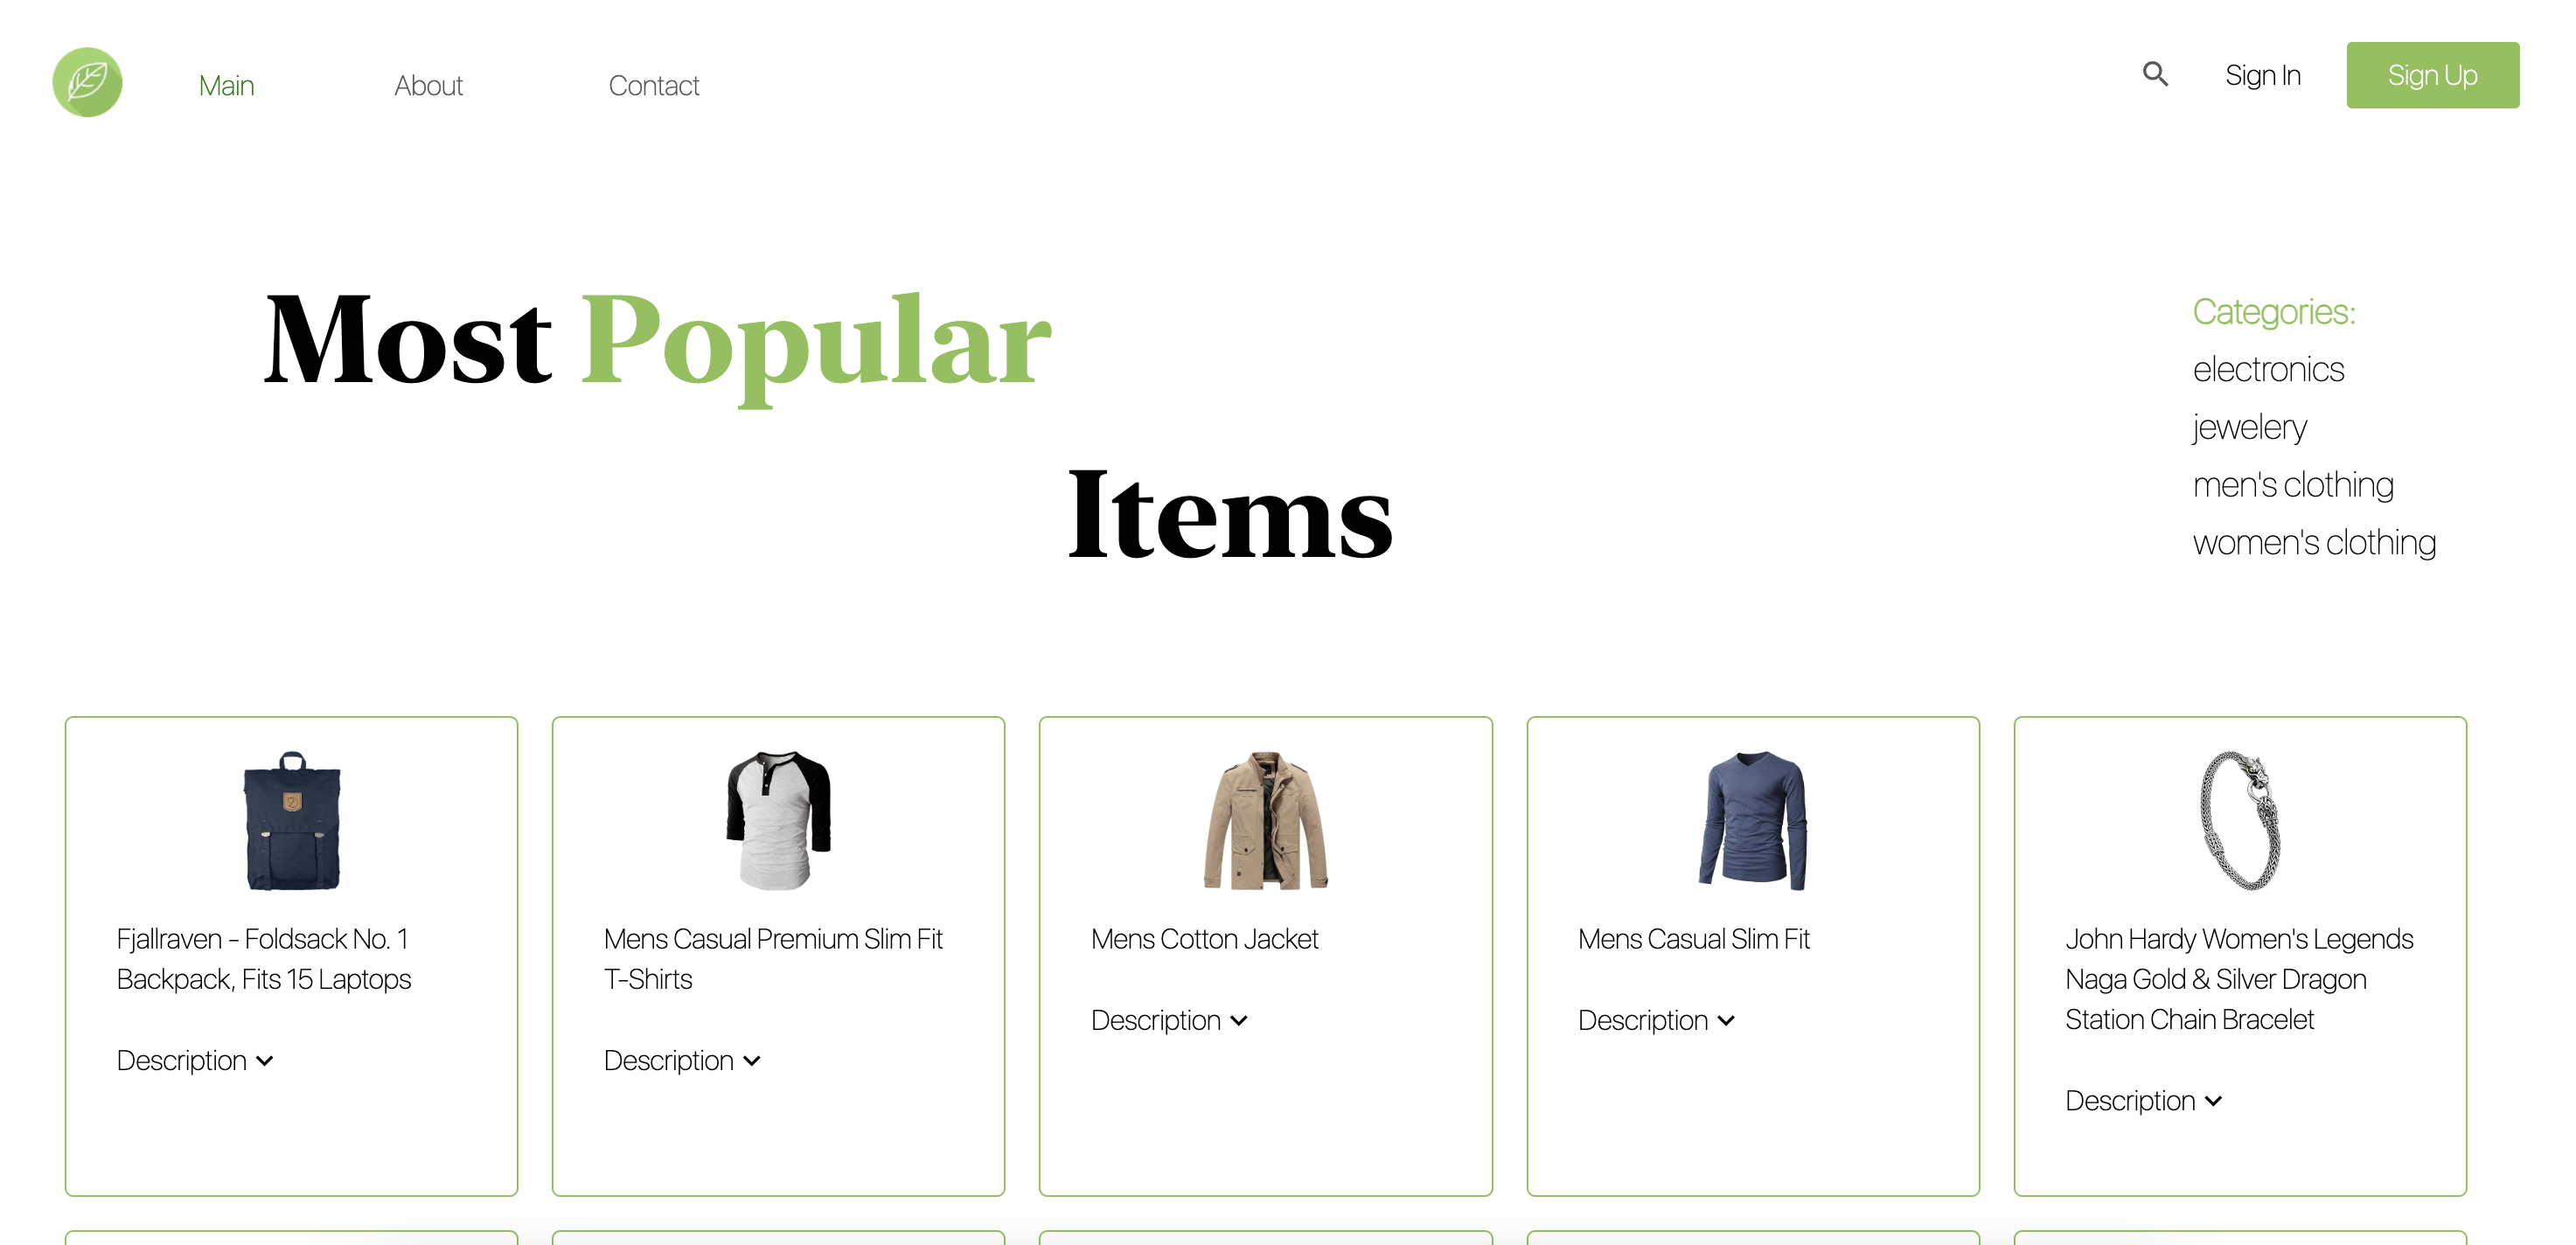 Main
About
Contact
Sign In
Sign Up
Most Popular
Items
Categories:
electronics
jewelery
men's clothing
women's clothing
Fjallraven - Foldsack No. 1
Backpack, Fits 15 Laptops
Description
Mens Casual Premium Slim Fit
T-Shirts
Description
Mens Cotton Jacket
Description
Mens Casual Slim Fit
Description
John Hardy Women's Legends
Naga Gold & Silver Dragon
Station Chain Bracelet
Description